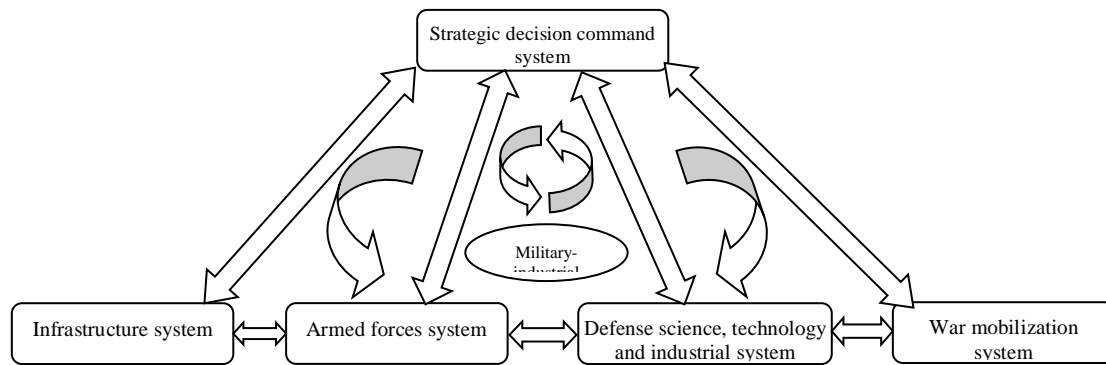 Strategic decision command
system
Military-
industrial
Infrastructure system
Armed forces system
Defense science, technology
and industrial system
War mobilization
system